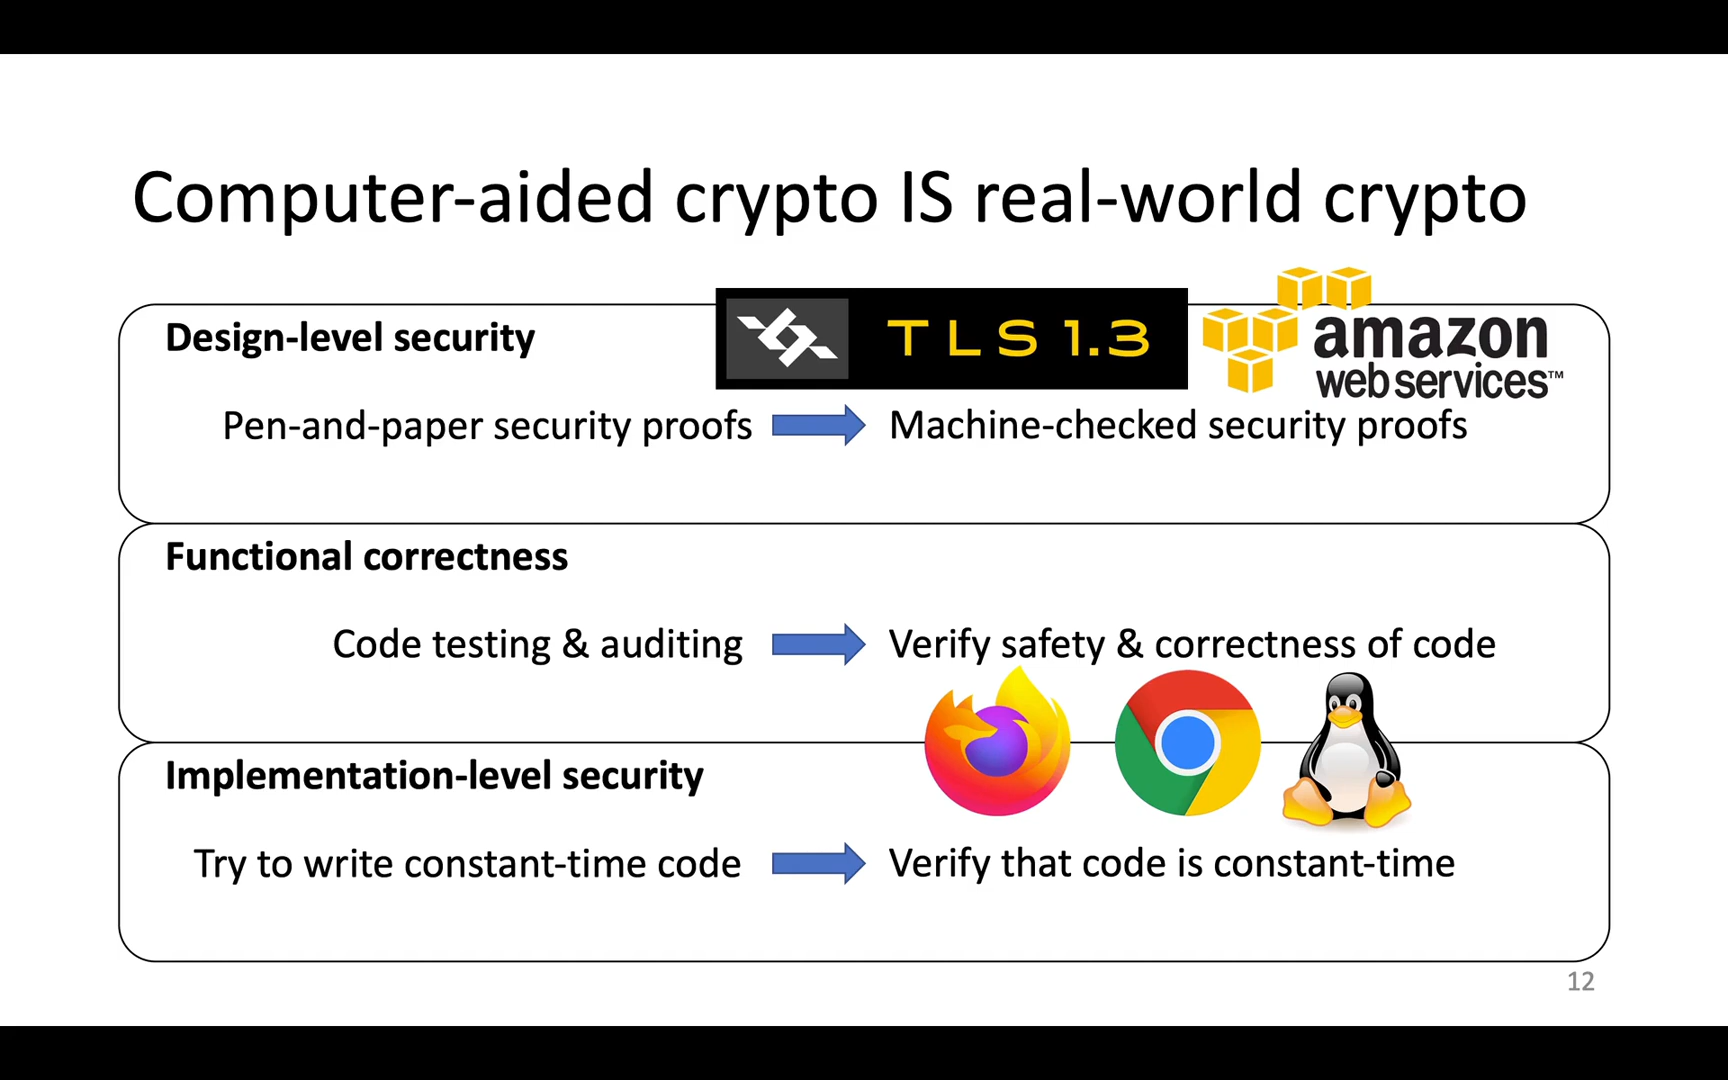 Computer-aided crypto IS real-world crypto
Design-level security
TLS 1.3
amazon
web services™
Pen-and-paper security proofs
Machine-checked security proofs
Functional correctness
Code testing & auditing
Verify safety & correctness of code
Implementation-level security
Try to write constant-time code
Verify that code is constant-time
12